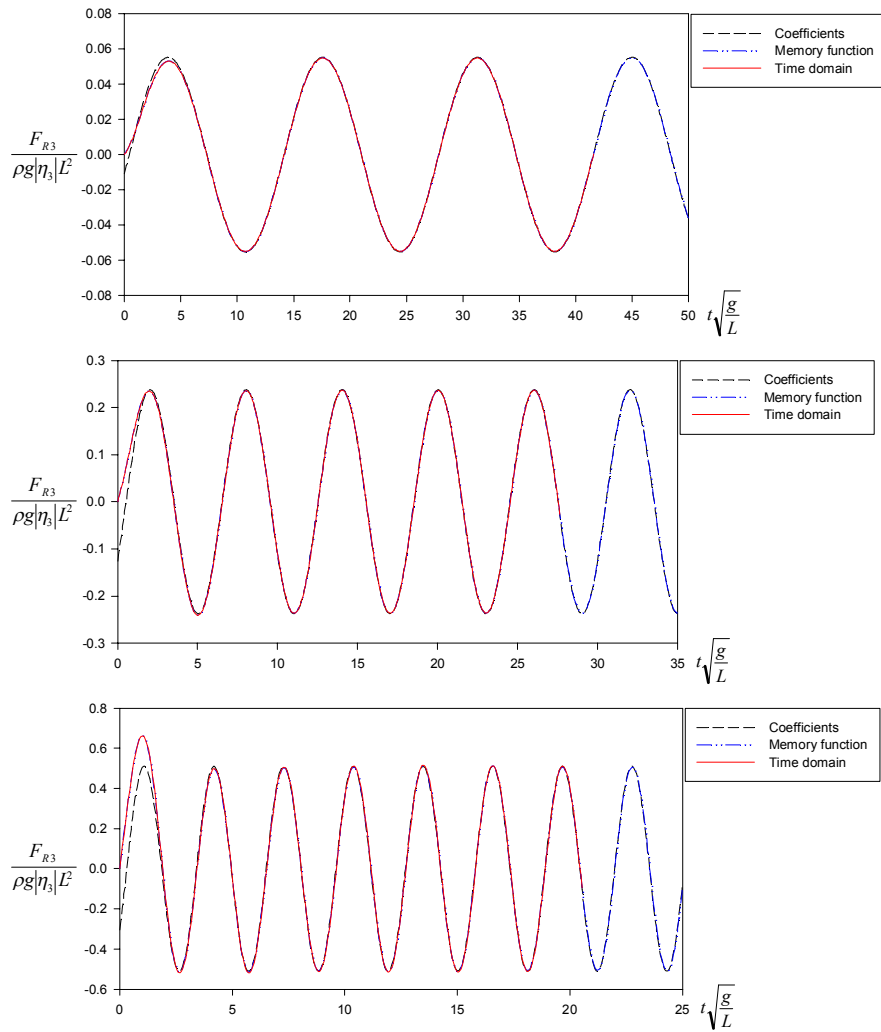 0.08
0.06
0.04
0.02
0.00
-0.02
-0.04
-0.06
-0.08
F_{R3}
ρg|η_3|L^2
0 5 10 15 20 25 30 35 40 45 50
t√(g/L)
Coefficients
Memory function
Time domain
0.3
0.2
0.1
0.0
-0.1
-0.2
-0.3
F_{R3}
ρg|η_3|L^2
0 5 10 15 20 25 30 35
t√(g/L)
Coefficients
Memory function
Time domain
0.8
0.6
0.4
0.2
0.0
-0.2
-0.4
-0.6
F_{R3}
ρg|η_3|L^2
0 5 10 15 20 25
t√(g/L)
Coefficients
Memory function
Time domain